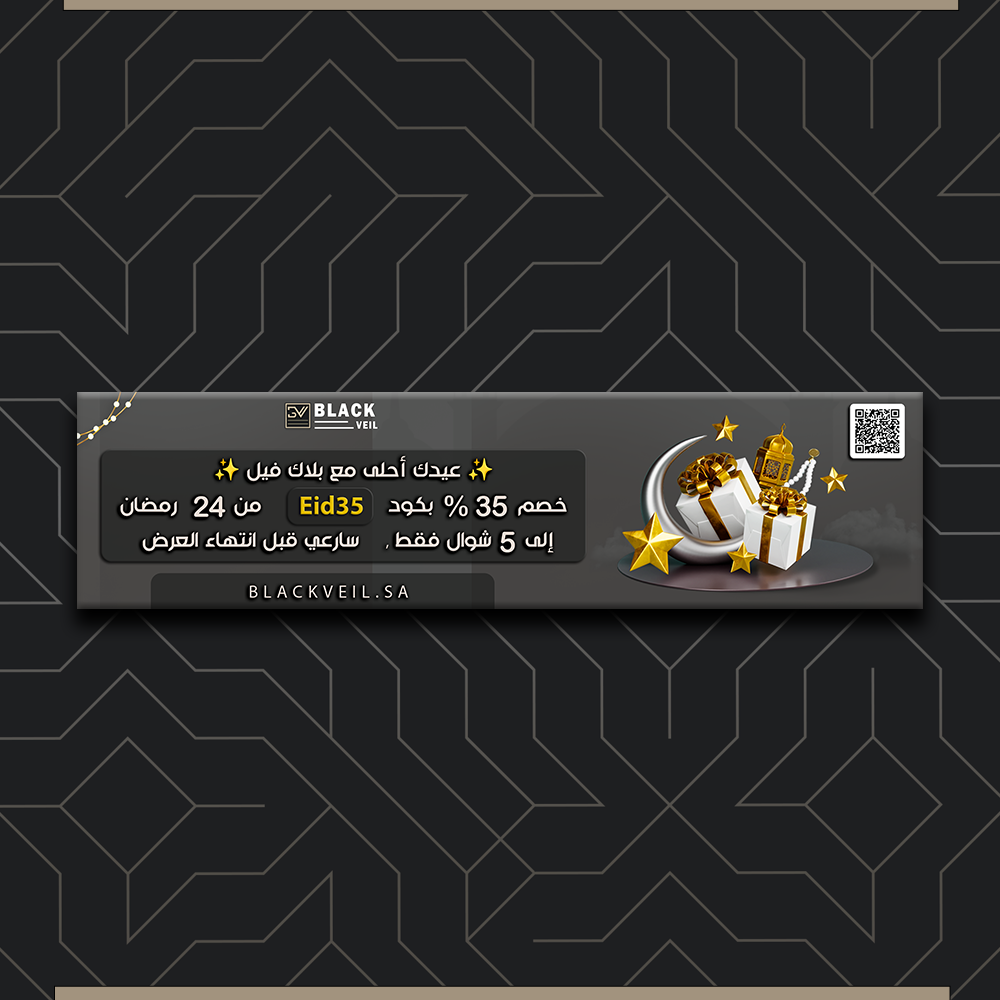 BLACK
VEIL
✨ عيدك أحلى مع بلاك فيل ✨
خصم 35 % بكود Eid35 من 24 رمضان
إلى 5 شوال فقط , سارعي قبل انتهاء العرض
BLACKVEIL.SA